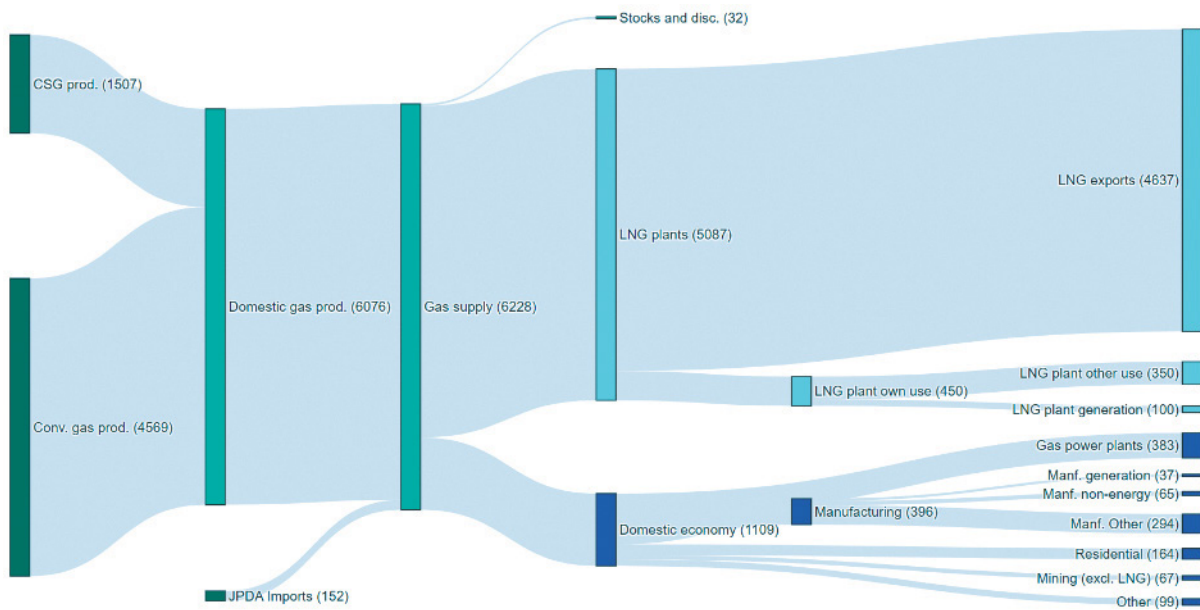 CSG prod. (1507)
Conv. gas prod. (4569)
Domestic gas prod. (6076)
JPDA Imports (152)
Gas supply (6228)
Stocks and disc. (32)
LNG plants (5087)
Domestic economy (1109)
LNG plant own use (450)
Manufacturing (396)
LNG exports (4637)
LNG plant other use (350)
LNG plant generation (100)
Gas power plants (383)
Manf. generation (37)
Manf. non-energy (65)
Manf. Other (294)
Residential (164)
Mining (excl. LNG) (67)
Other (99)